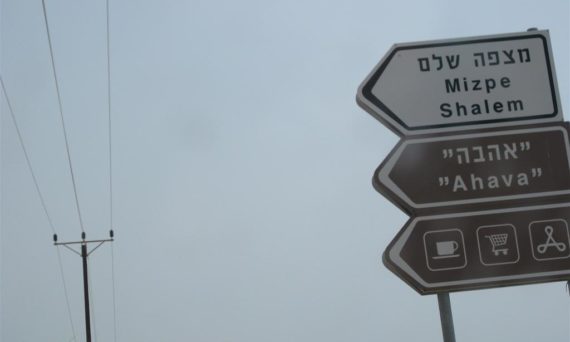 מצפה שלם
Mizpe
Shalem
"אהבה"
"Ahava"